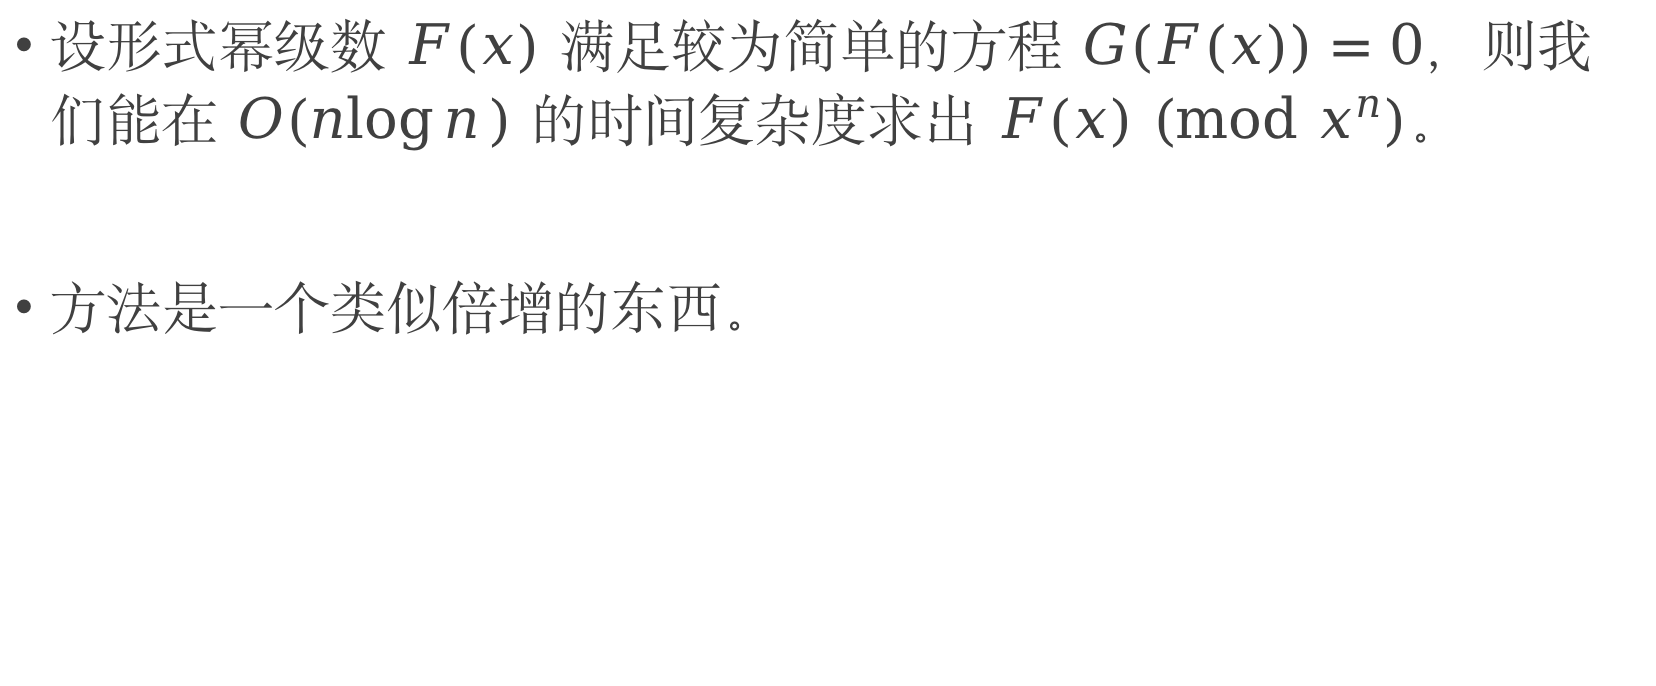 • 设形式幂级数 F(x) 满足较为简单的方程 G(F(x)) = 0，则我
们能在 O(nlog n) 的时间复杂度求出 F(x) (mod xⁿ)。
• 方法是一个类似倍增的东西。